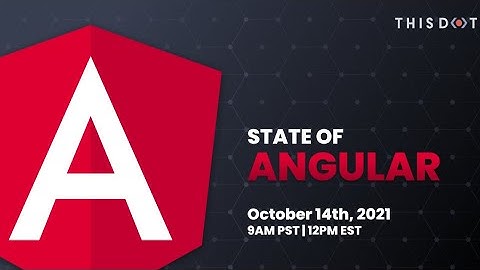 THIS DOT
A
STATE OF
ANGULAR
October 14th, 2021
9AM PST | 12PM EST